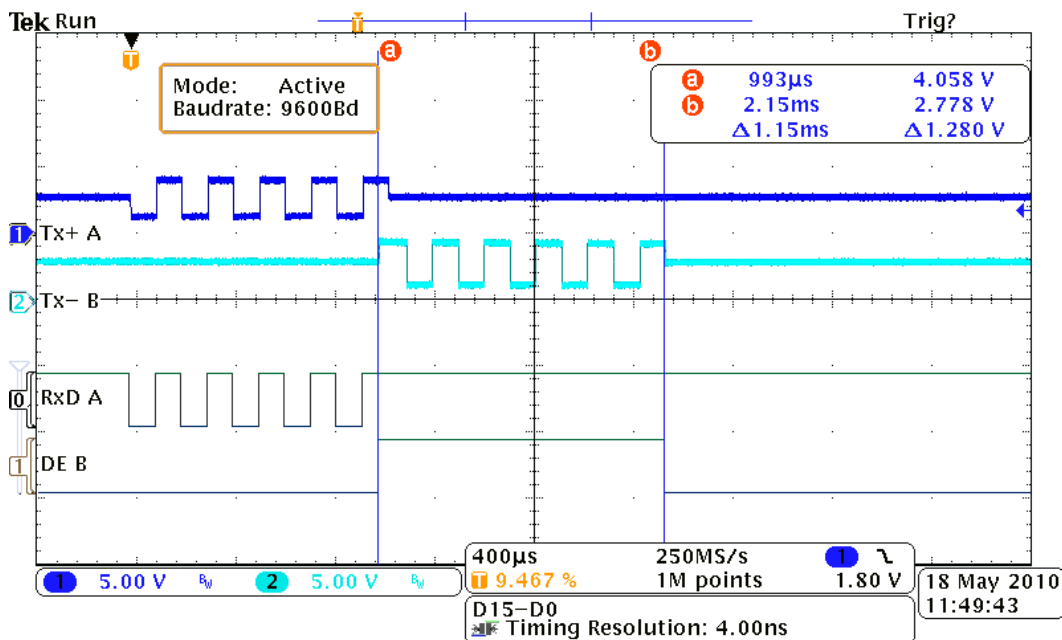 Tek Run Trig?
T
T
a b
Mode: Active
Baudrate: 9600Bd
a 993µs 4.058 V
b 2.15ms 2.778 V
Δ1.15ms Δ1.280 V
1 Tx+ A
2 Tx− B
0 RxD A
1 DE B
1 5.00 V BW 2 5.00 V BW
400µs 250MS/s 1
T 9.467 % 1M points 1.80 V
D15-D0
Timing Resolution: 4.00ns
18 May 2010
11:49:43